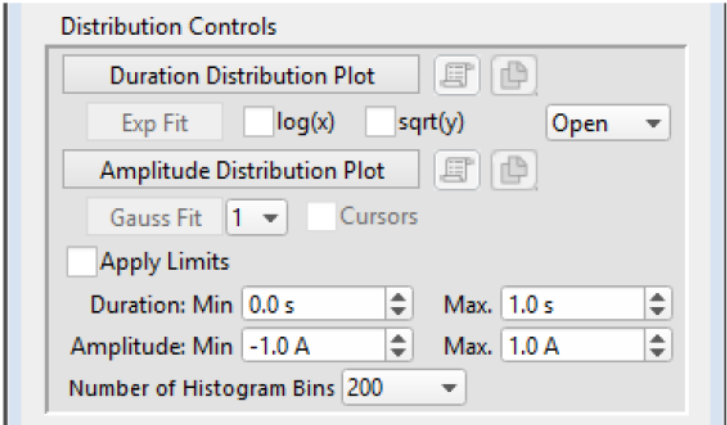 Distribution Controls
Duration Distribution Plot
Exp Fit log(x) sqrt(y) Open
Amplitude Distribution Plot
Gauss Fit 1 Cursors
Apply Limits
Duration: Min 0.0 s Max. 1.0 s
Amplitude: Min -1.0 A Max. 1.0 A
Number of Histogram Bins 200